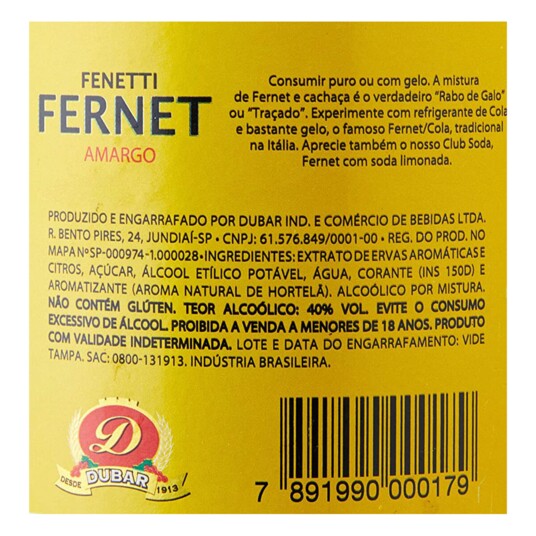 FENETTI
FERNET
AMARGO
Consumir puro ou com gelo. A mistura
de Fernet e cachaça é o verdadeiro "Rabo de Galo"
ou "Traçado". Experimente com refrigerante de Cola
e bastante gelo, o famoso Fernet/Cola, tradicional
na Itália. Aprecie também o nosso Club Soda,
Fernet com soda limonada.
PRODUZIDO E ENGARRAFADO POR DUBAR IND. E COMÉRCIO DE BEBIDAS LTDA.
R. BENTO PIRES, 24, JUNDIAÍ-SP • CNPJ: 61.576.849/0001-00 • REG. DO PROD. NO
MAPA Nº SP-000974-1.000028•INGREDIENTES: EXTRATO DE ERVAS AROMÁTICAS E
CITROS, AÇÚCAR, ÁLCOOL ETÍLICO POTÁVEL, ÁGUA, CORANTE (INS 150D) E
AROMATIZANTE (AROMA NATURAL DE HORTELÃ). ALCOÓLICO POR MISTURA.
NÃO CONTÉM GLÚTEN. TEOR ALCOÓLICO: 40% VOL. EVITE O CONSUMO
EXCESSIVO DE ÁLCOOL. PROIBIDA A VENDA A MENORES DE 18 ANOS. PRODUTO
COM VALIDADE INDETERMINADA. LOTE E DATA DO ENGARRAFAMENTO: VIDE
TAMPA. SAC: 0800-131913. INDÚSTRIA BRASILEIRA.
D
DUBAR
DESDE 1913
7 891990 000179